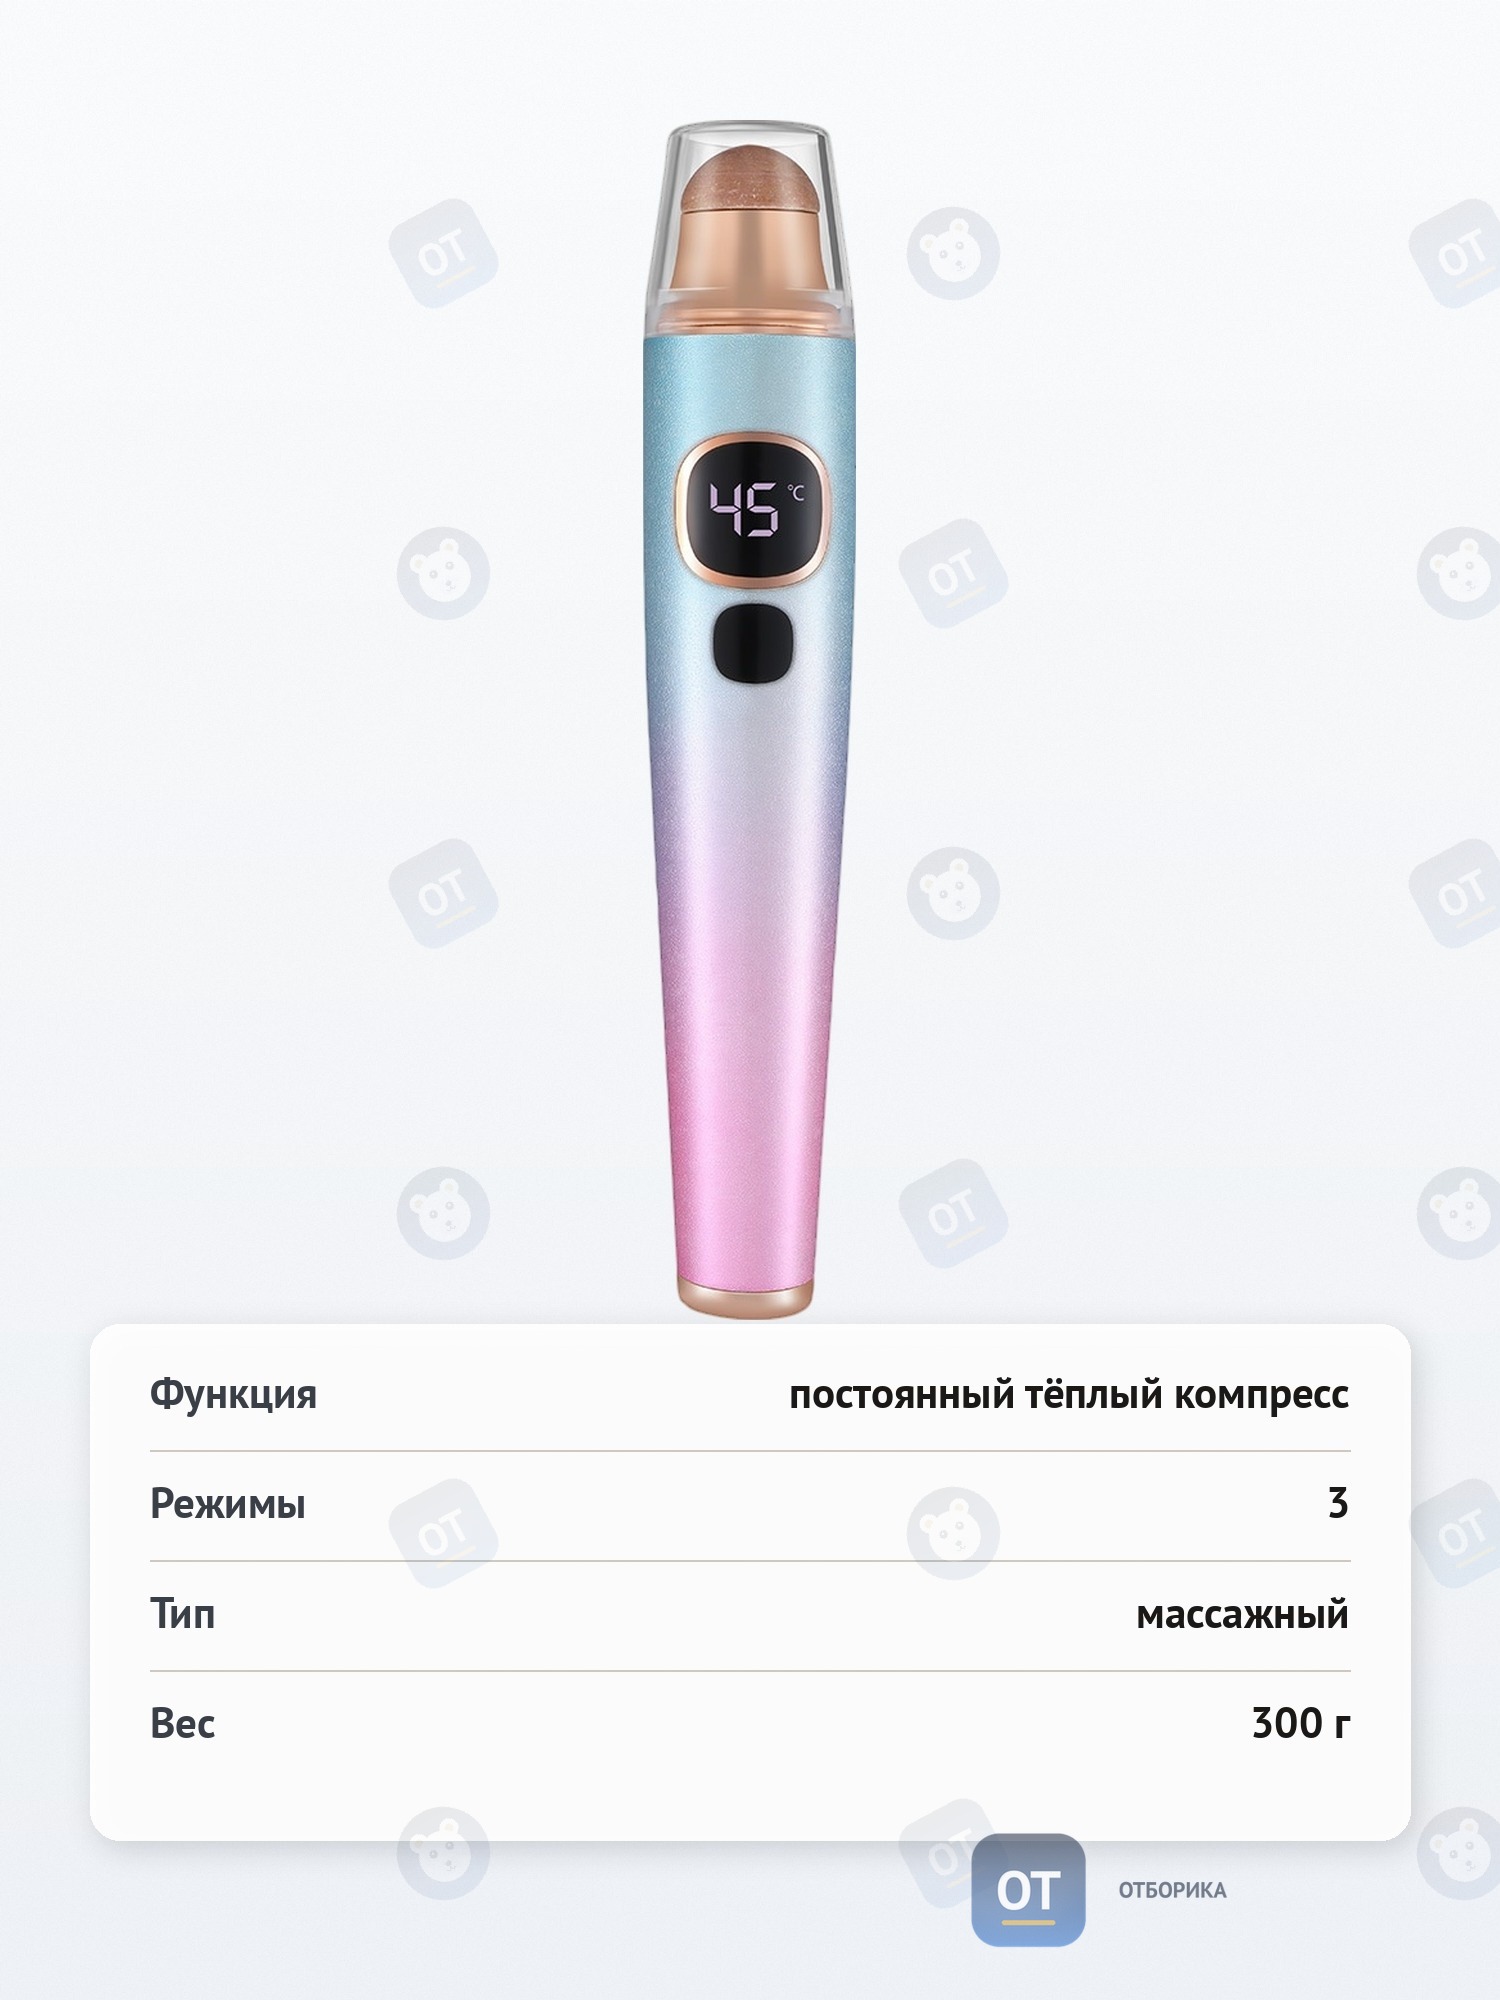 45 °C
Функция постоянный тёплый компресс
Режимы 3
Тип массажный
Вес 300 г
ОТ ОТБОРИКА